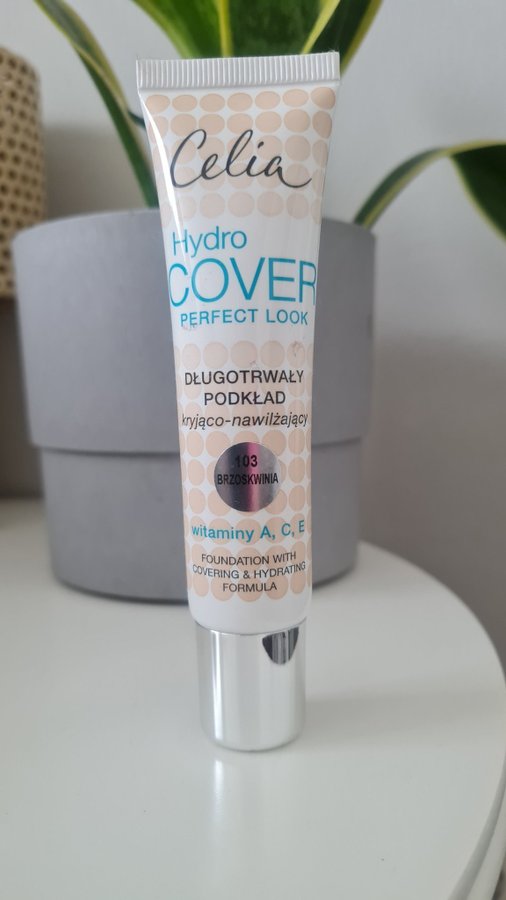 Celia
Hydro
COVER
PERFECT LOOK
DŁUGOTRWAŁY
PODKŁAD
kryjąco-nawilżający
103
BRZOSKWINIA
witaminy A, C, E
FOUNDATION WITH
COVERING & HYDRATING
FORMULA